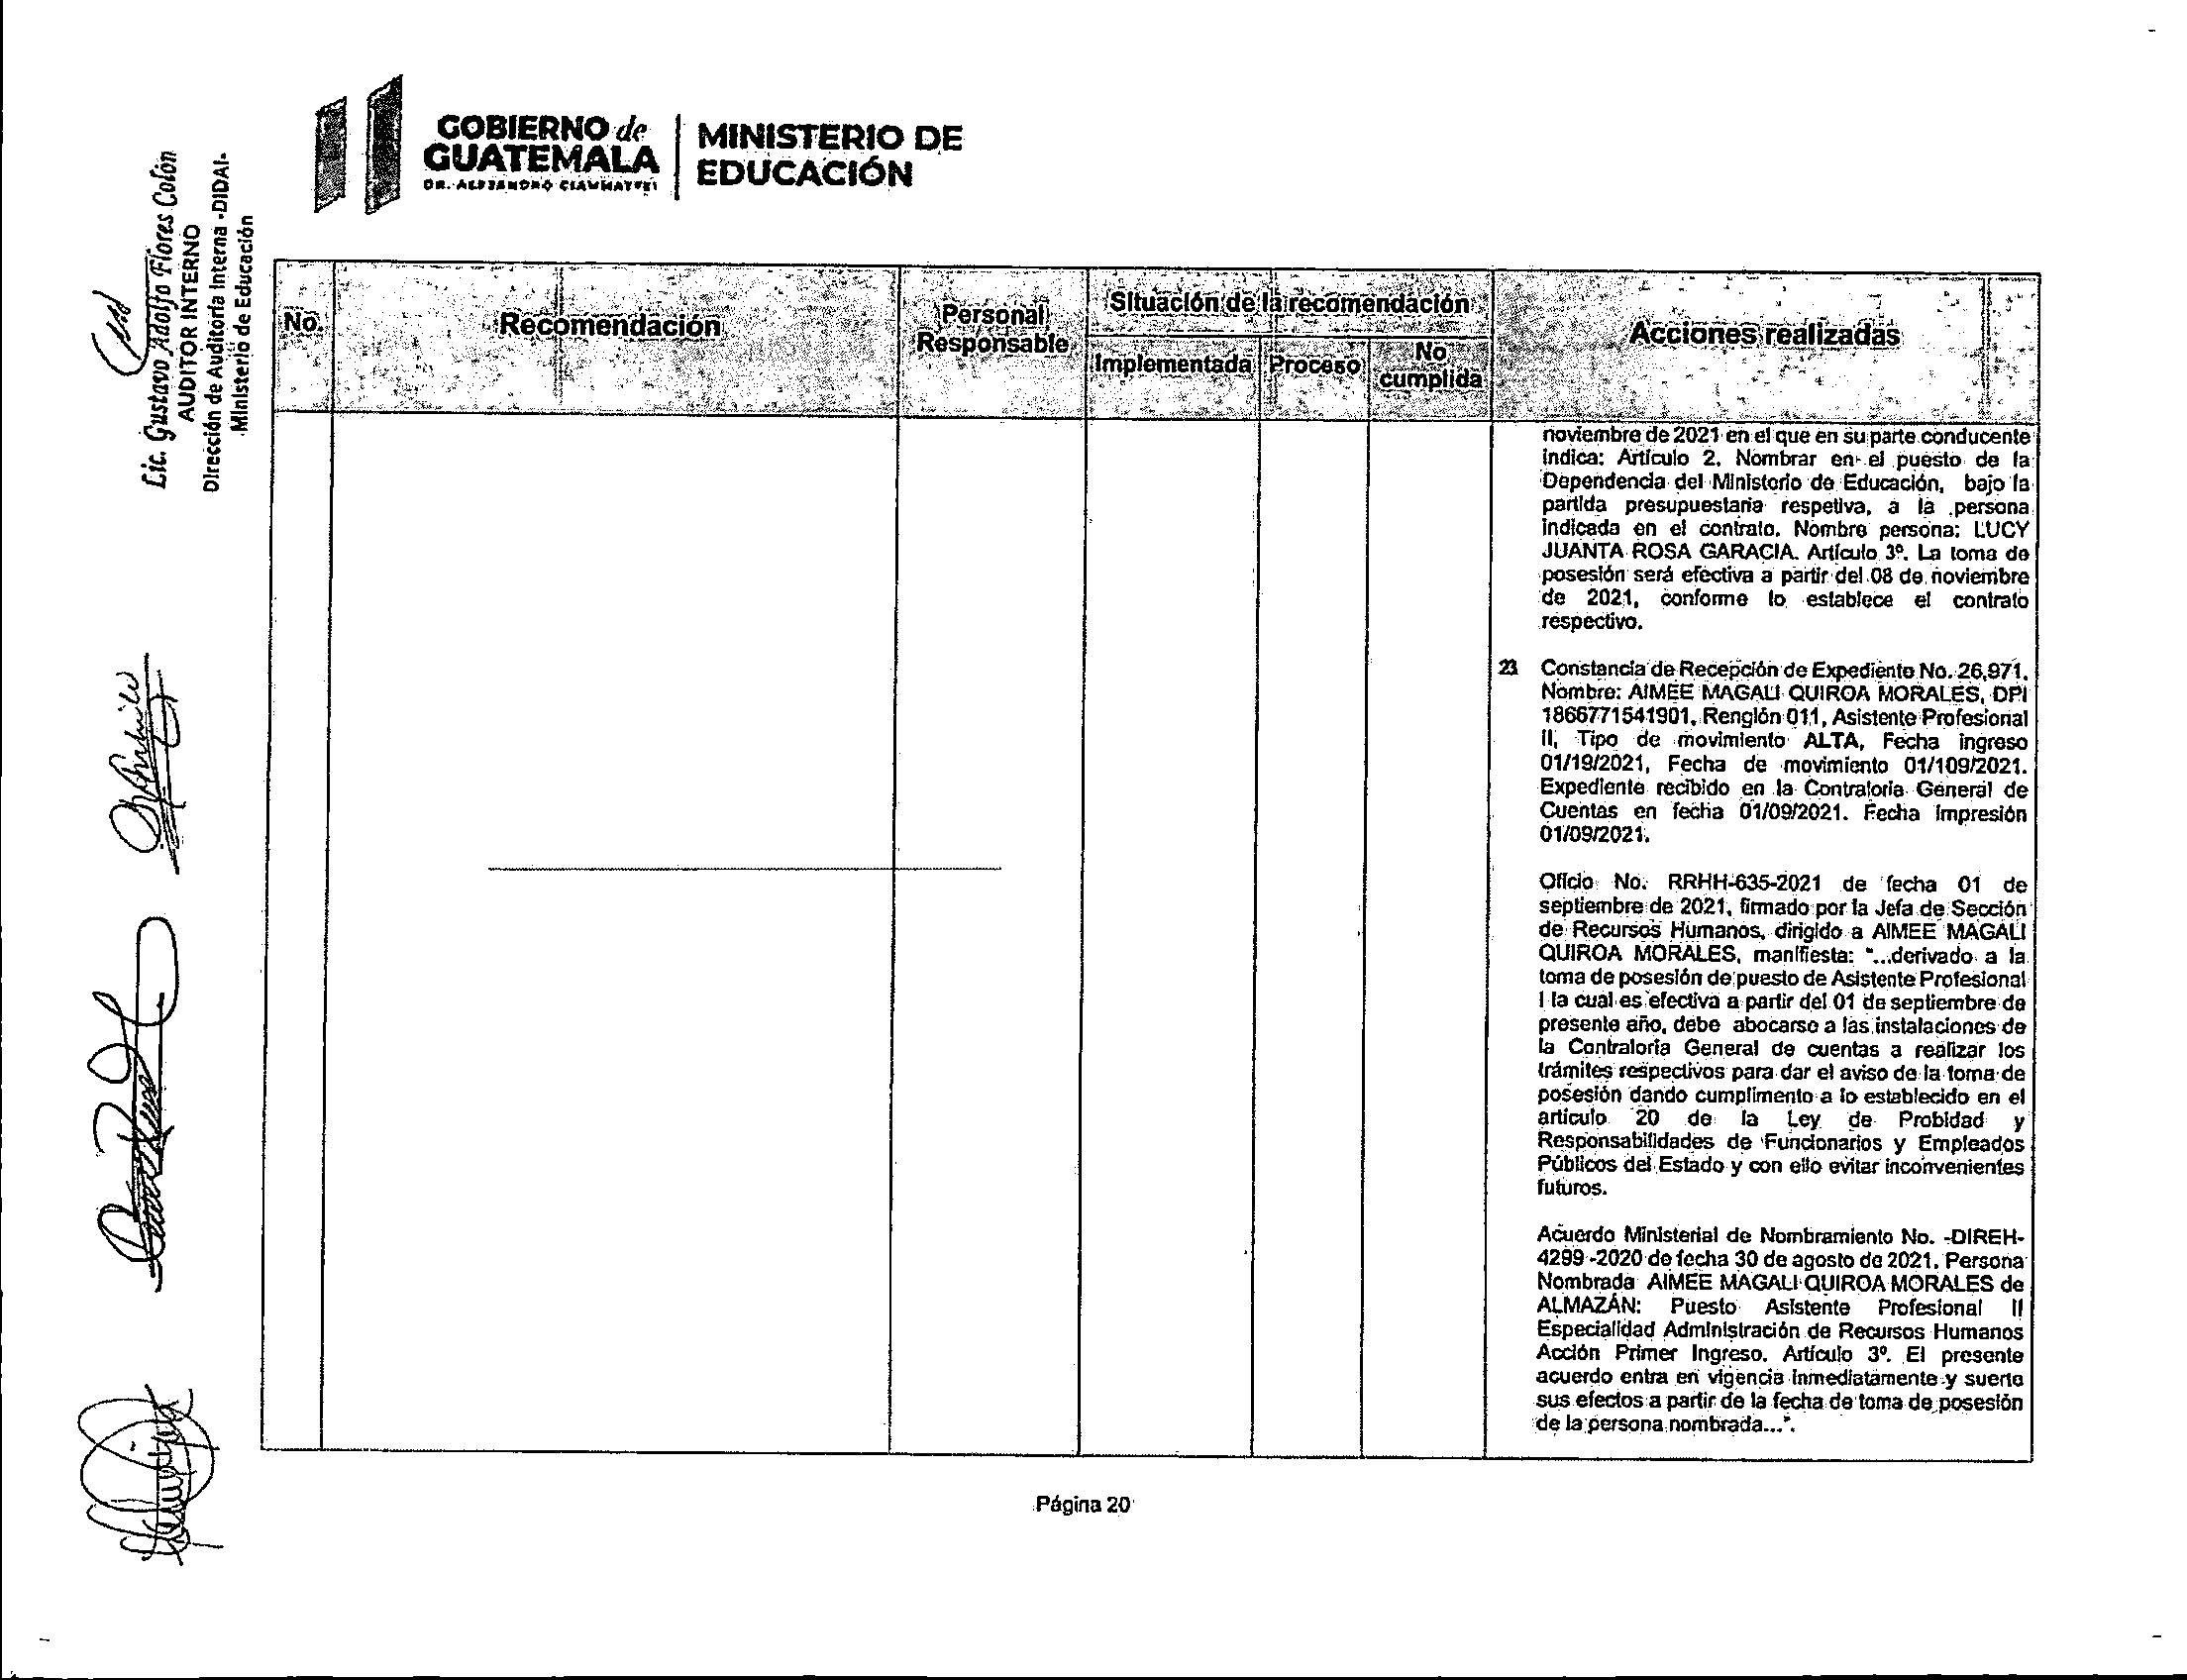 GOBIERNO de
GUATEMALA
DR. ALEJANDRO GIAMMATTEI
MINISTERIO DE
EDUCACIÓN
Lic. Gustavo Adolfo Flores Colón
AUDITOR INTERNO
Dirección de Auditoría Interna -DIDAI-
Ministerio de Educación
No.
Recomendación
Personal
Responsable
Situación de la recomendación
Implementada
Proceso
No
cumplida
Acciones realizadas
noviembre de 2021 en el que en su parte conducente
indica: Artículo 2. Nombrar en el puesto de la
Dependencia del Ministerio de Educación, bajo la
partida presupuestaria respetiva, a la persona
indicada en el contrato. Nombre persona: LUCY
JUANTA ROSA GARACIA. Artículo 3º. La toma de
posesión será efectiva a partir del 08 de noviembre
de 2021, conforme lo establece el contrato
respectivo.
23 Constancia de Recepción de Expediente No. 26,971.
Nombre: AIMEE MAGALI QUIROA MORALES, DPI
1866771541901, Renglón 011, Asistente Profesional
II, Tipo de movimiento ALTA, Fecha ingreso
01/19/2021, Fecha de movimiento 01/109/2021.
Expediente recibido en la Contraloría General de
Cuentas en fecha 01/09/2021. Fecha Impresión
01/09/2021.
Oficio No. RRHH-635-2021 de fecha 01 de
septiembre de 2021, firmado por la Jefa de Sección
de Recursos Humanos, dirigido a AIMEE MAGALI
QUIROA MORALES, manifiesta: "...derivado a la
toma de posesión de puesto de Asistente Profesional
I la cual es efectiva a partir del 01 de septiembre de
presente año, debe abocarse a las instalaciones de
la Contraloría General de cuentas a realizar los
trámites respectivos para dar el aviso de la toma de
posesión dando cumplimento a lo establecido en el
artículo 20 de la Ley de Probidad y
Responsabilidades de Funcionarios y Empleados
Públicos del Estado y con ello evitar inconvenientes
futuros.
Acuerdo Ministerial de Nombramiento No. -DIREH-
4299 -2020 de fecha 30 de agosto de 2021. Persona
Nombrada AIMEE MAGALI QUIROA MORALES de
ALMAZÁN: Puesto Asistente Profesional II
Especialidad Administración de Recursos Humanos
Acción Primer Ingreso. Artículo 3º. El presente
acuerdo entra en vigencia inmediatamente y suerte
sus efectos a partir de la fecha de toma de posesión
de la persona nombrada...".
Página 20